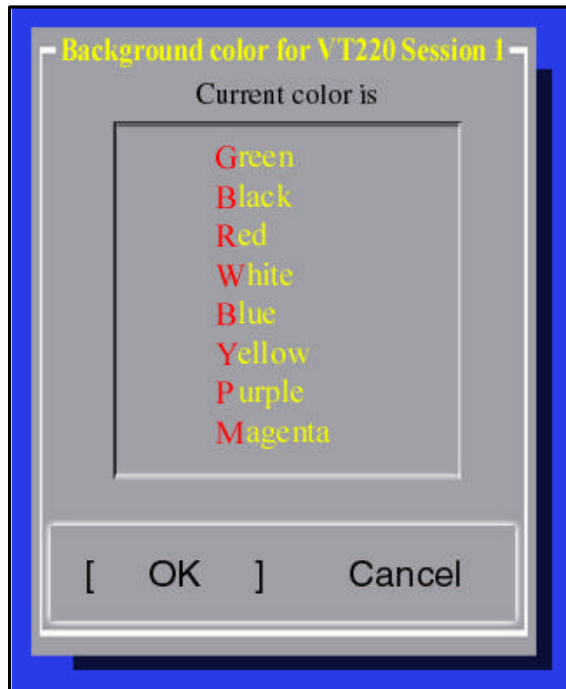 Background color for VT220 Session 1
Current color is
Green
Black
Red
White
Blue
Yellow
Purple
Magenta
[ OK ] Cancel